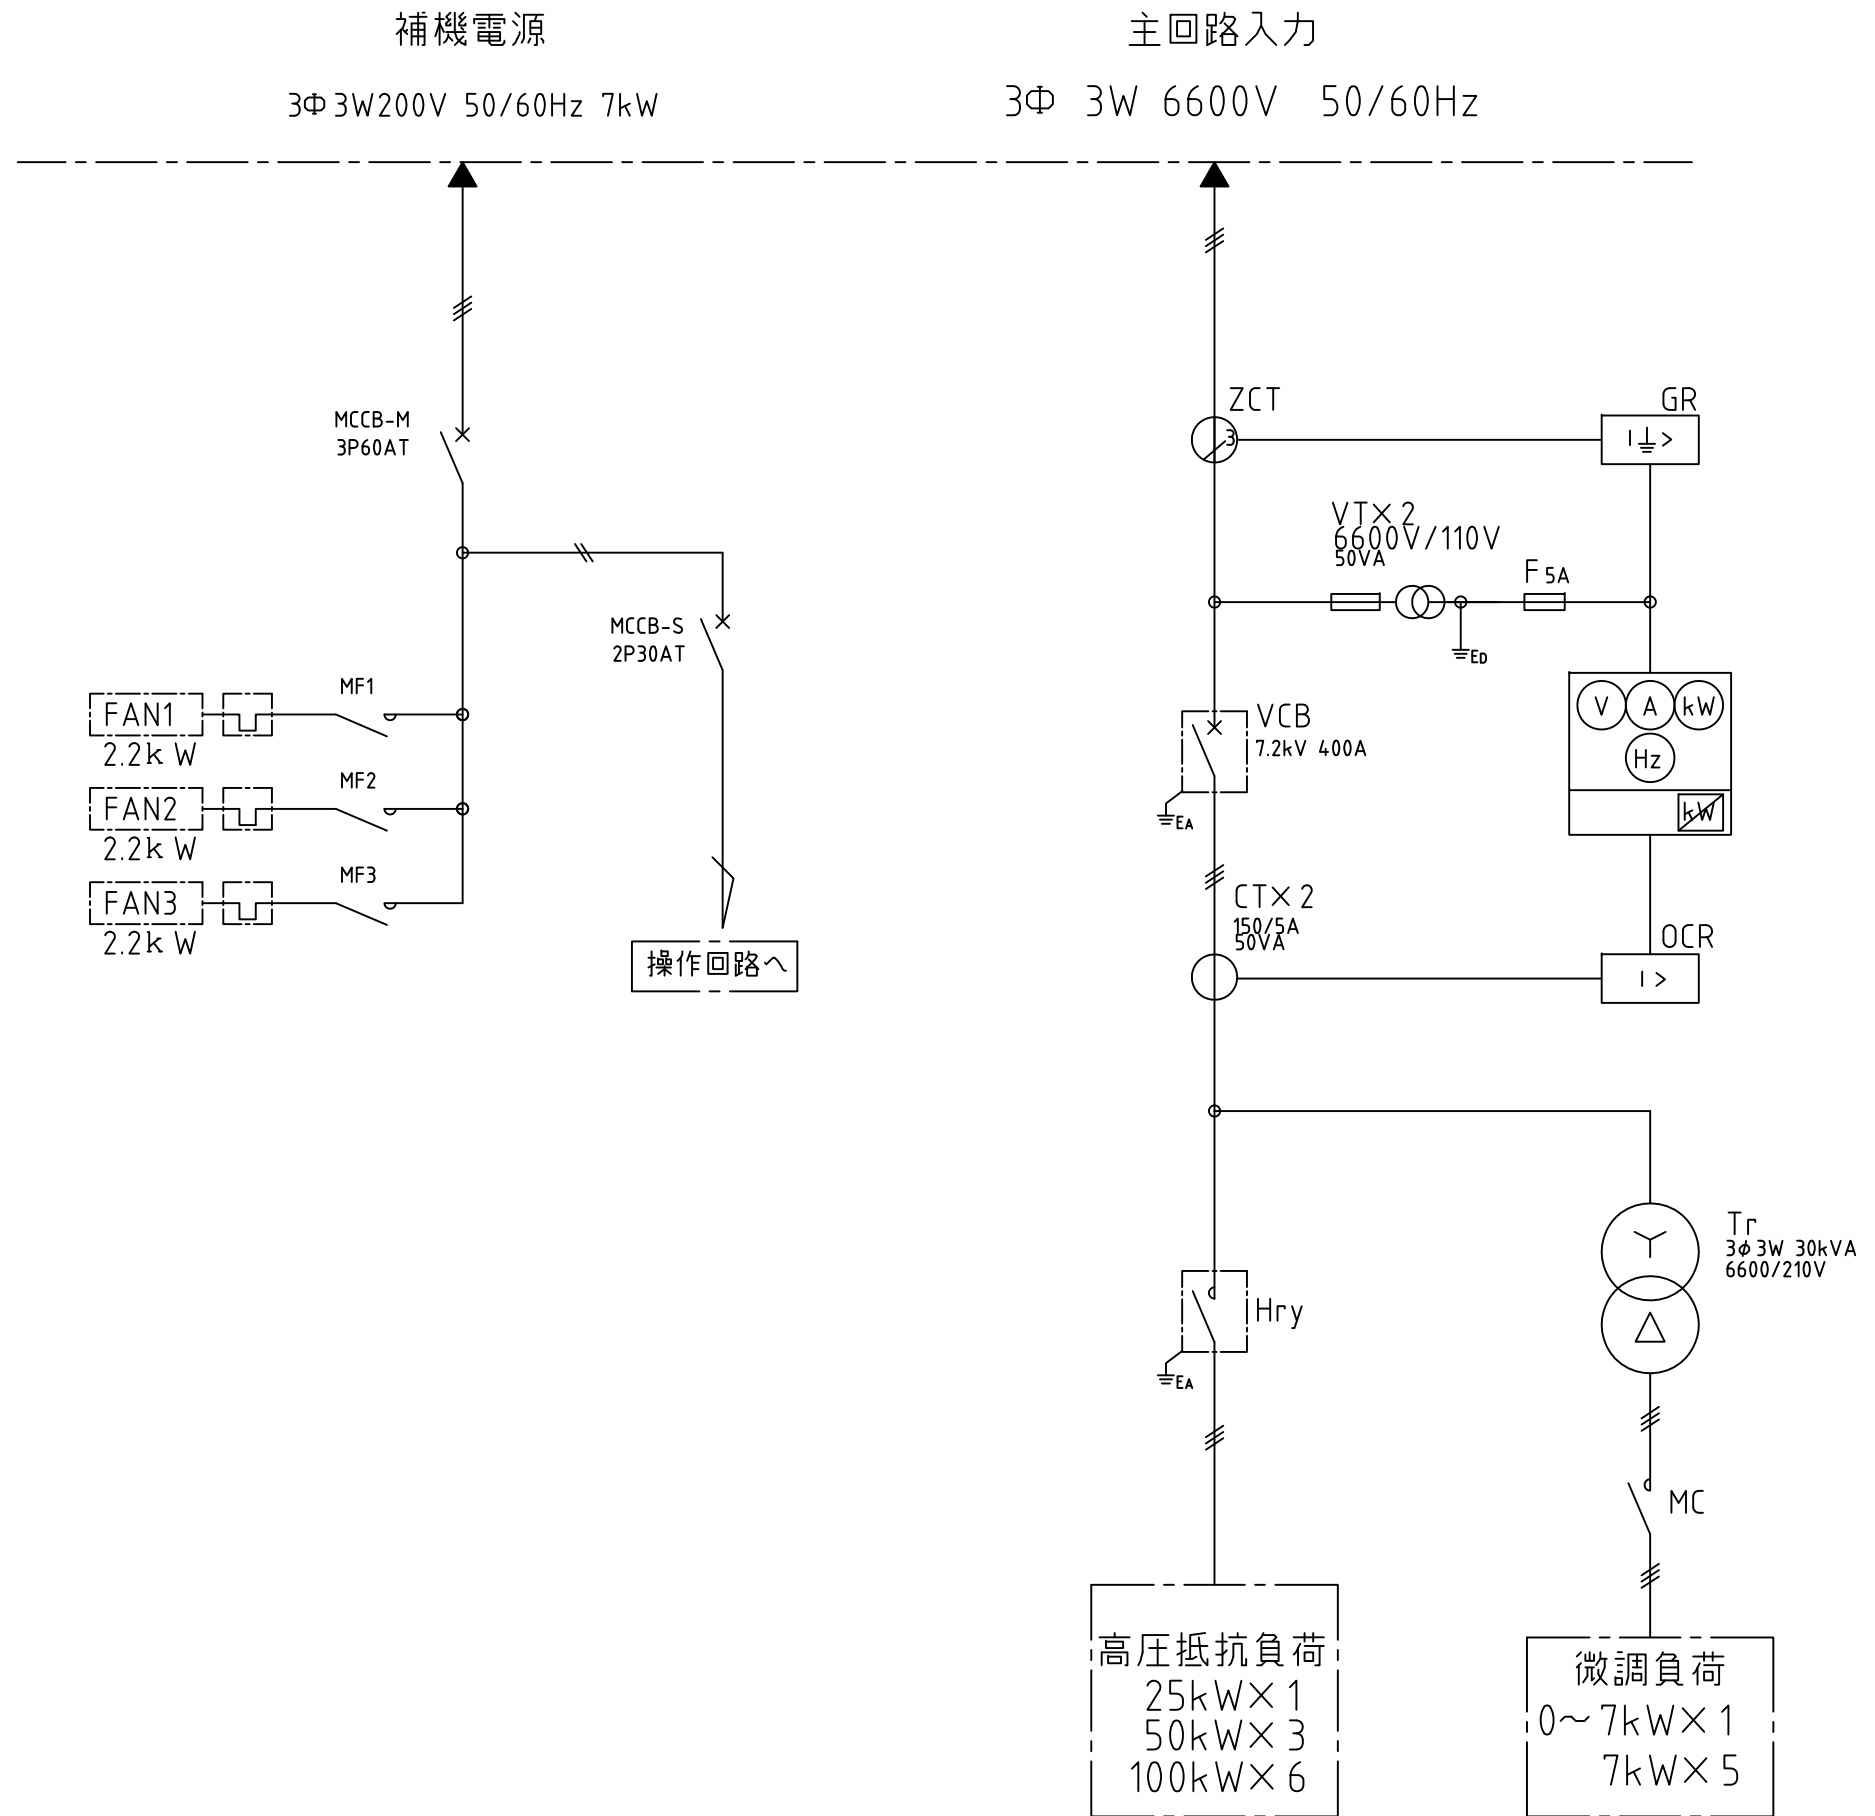 補機電源
3Φ3W200V 50/60Hz 7kW
主回路入力
3Φ 3W 6600V 50/60Hz
MCCB-M
3P60AT
MCCB-S
2P30AT
MF1
FAN1
2.2kW
MF2
FAN2
2.2kW
MF3
FAN3
2.2kW
操作回路へ
ZCT
3
GR
I >
VT×2
6600V/110V
50VA
F 5A
ED
V A kW
Hz
kW
VCB
7.2kV 400A
EA
CT×2
150/5A
50VA
OCR
I >
Tr
3φ3W 30kVA
6600/210V
Hry
EA
MC
高圧抵抗負荷
25kW×1
50kW×3
100kW×6
微調負荷
0～7kW×1
7kW×5